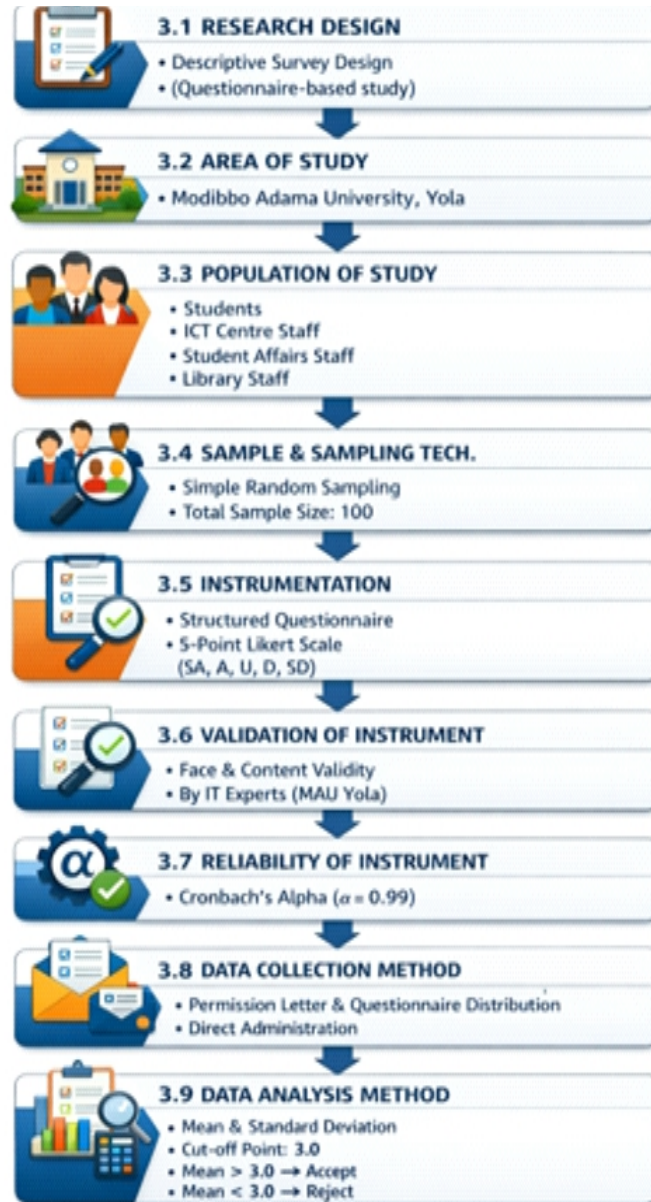 3.1 RESEARCH DESIGN
• Descriptive Survey Design
• (Questionnaire-based study)
3.2 AREA OF STUDY
• Modibbo Adama University, Yola
3.3 POPULATION OF STUDY
• Students
• ICT Centre Staff
• Student Affairs Staff
• Library Staff
3.4 SAMPLE & SAMPLING TECH.
• Simple Random Sampling
• Total Sample Size: 100
3.5 INSTRUMENTATION
• Structured Questionnaire
• 5-Point Likert Scale
(SA, A, U, D, SD)
3.6 VALIDATION OF INSTRUMENT
• Face & Content Validity
• By IT Experts (MAU Yola)
α
3.7 RELIABILITY OF INSTRUMENT
• Cronbach's Alpha (α = 0.99)
3.8 DATA COLLECTION METHOD
• Permission Letter & Questionnaire Distribution
• Direct Administration
3.9 DATA ANALYSIS METHOD
• Mean & Standard Deviation
• Cut-off Point: 3.0
• Mean > 3.0 → Accept
• Mean < 3.0 → Reject